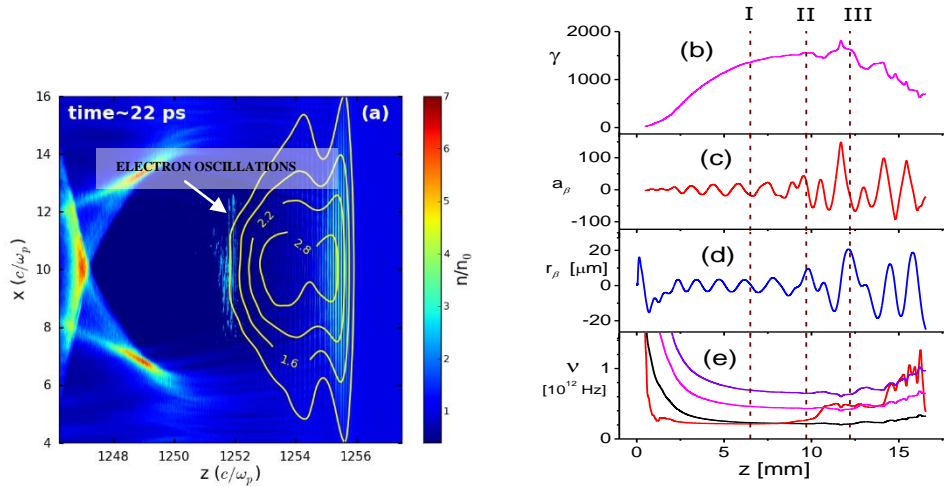 time~22 ps
(a)
ELECTRON OSCILLATIONS
2.2
2.8
1.6
16
14
12
10
8
6
4
x (c/ω_p)
1248
1250
1252
1254
1256
z (c/ω_p)
7
6
5
4
3
2
1
n/n_0
I
II
III
2000
1000
0
γ
(b)
100
0
-100
a_β
(c)
20
0
-20
r_β [μm]
(d)
1
0
ν
[10^12 Hz]
(e)
0
5
10
15
z [mm]